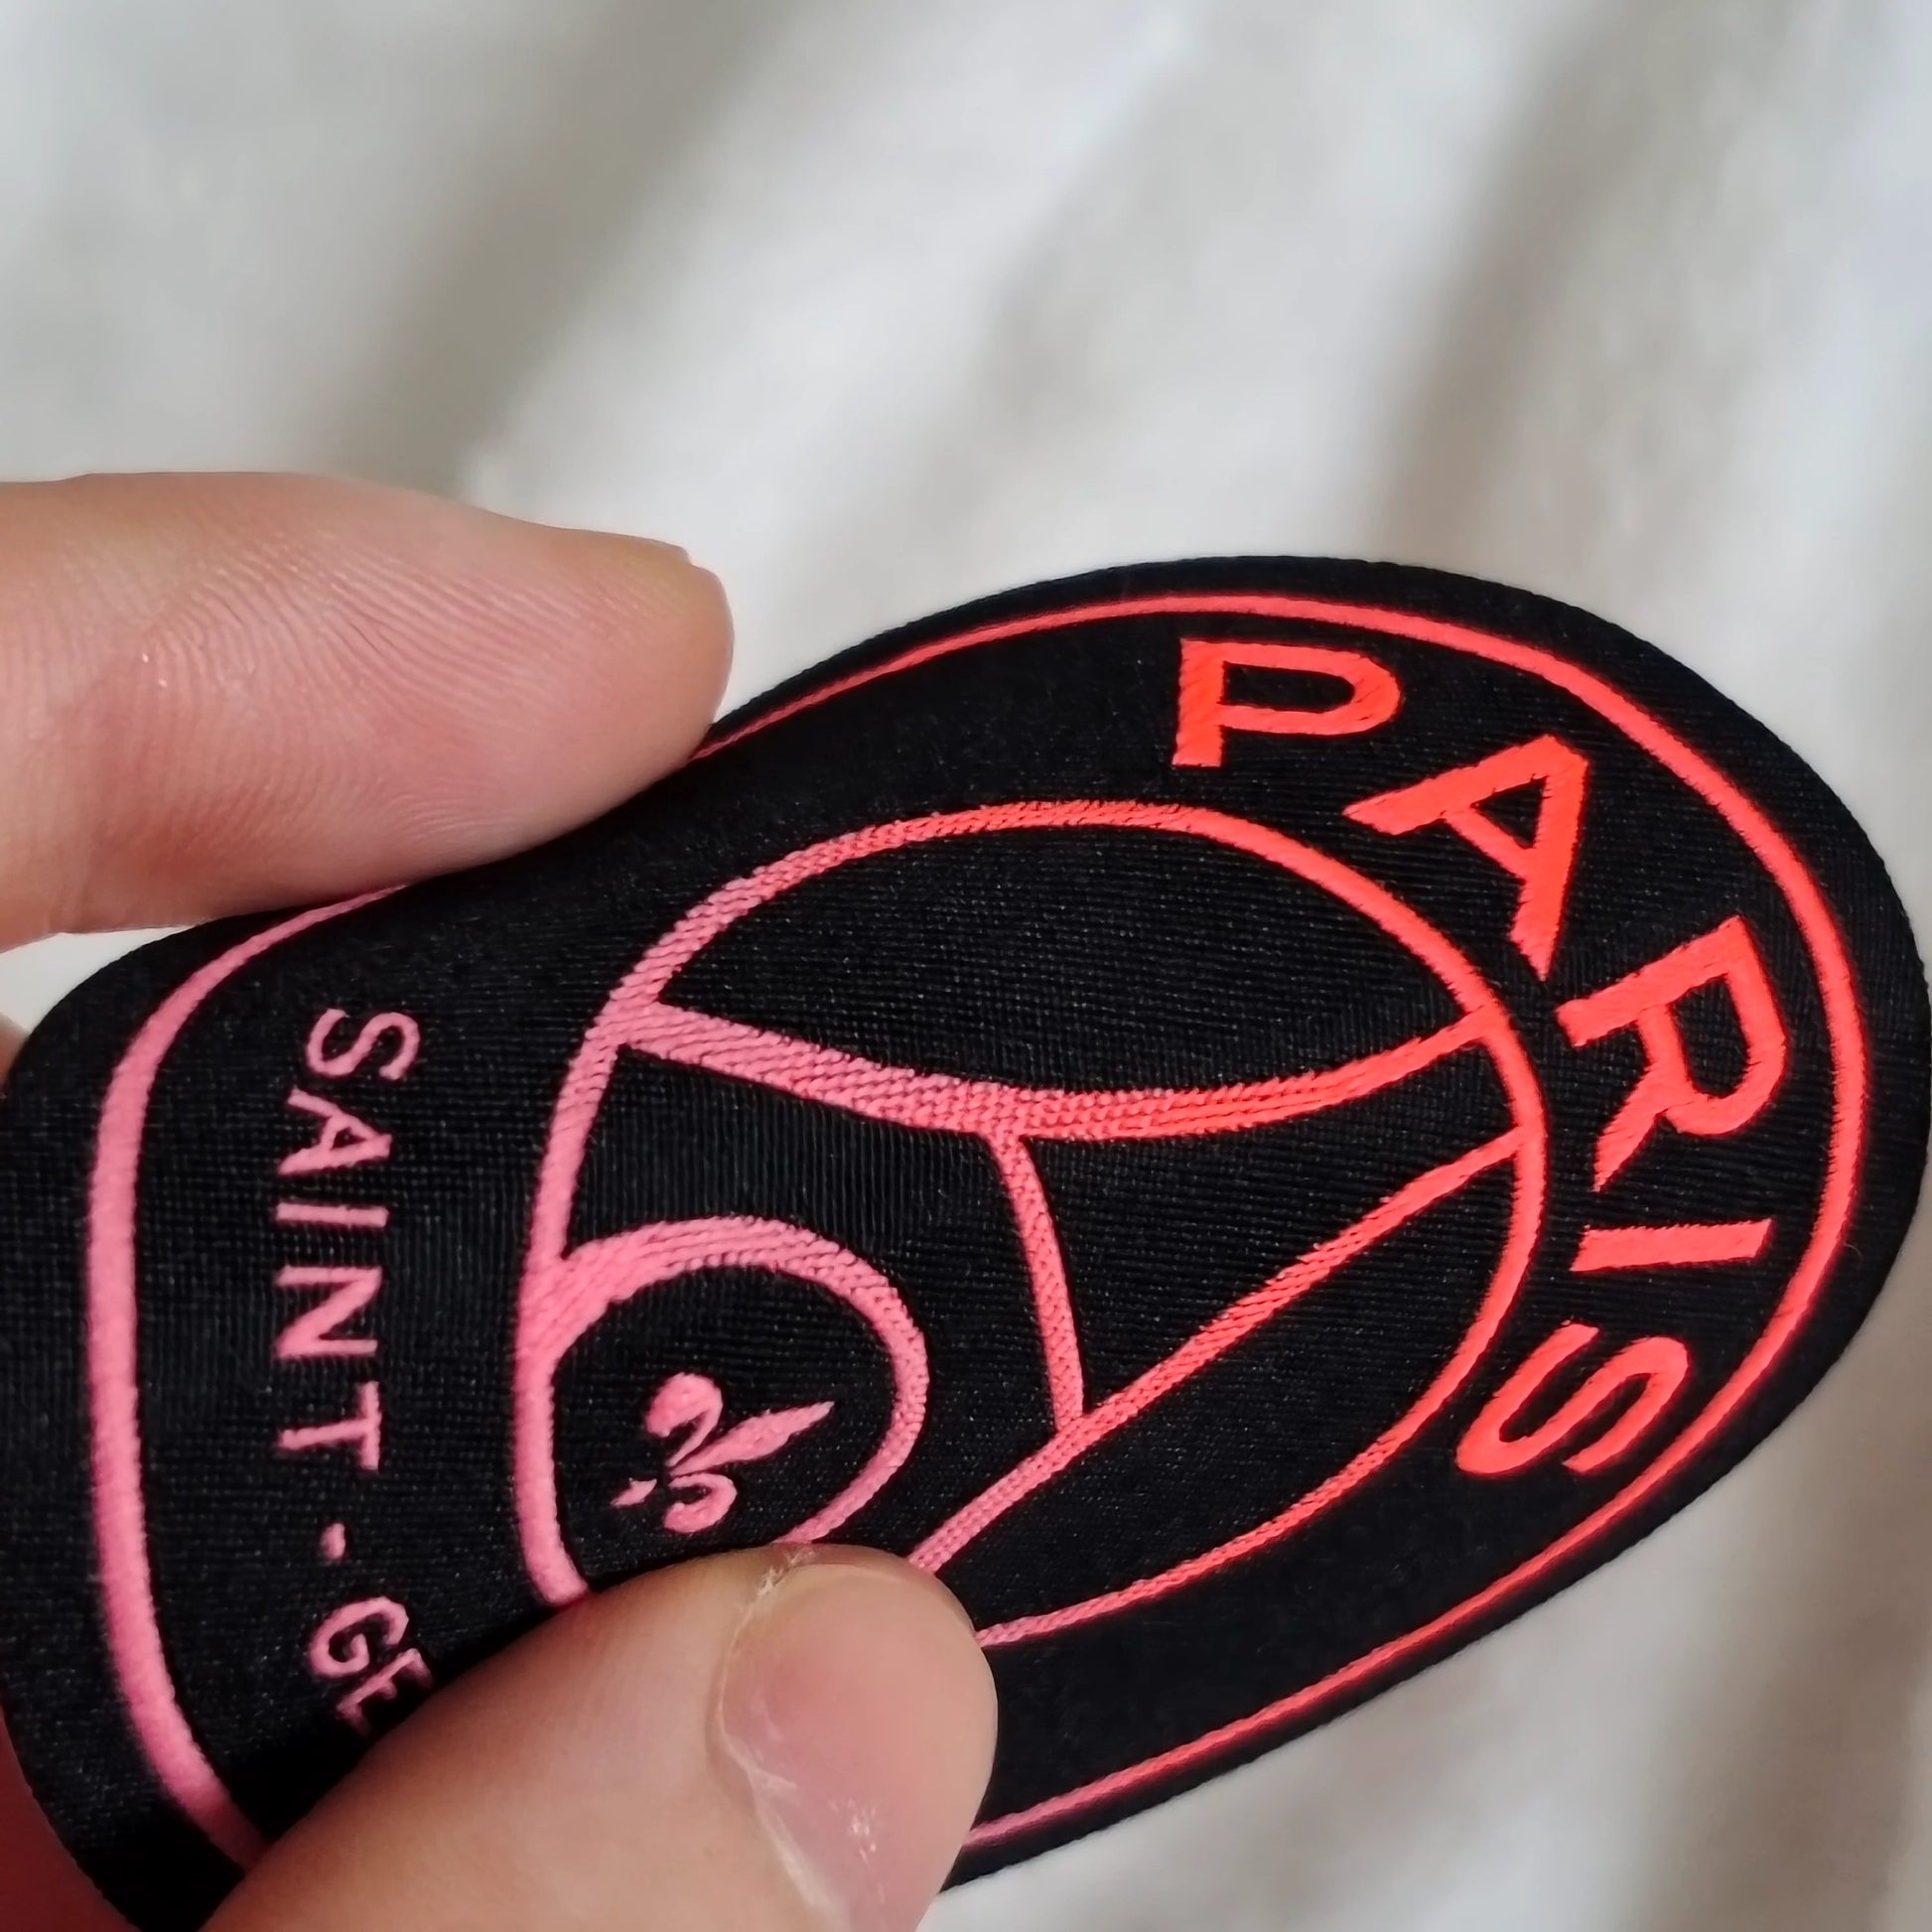 PARIS
SAINT - GE